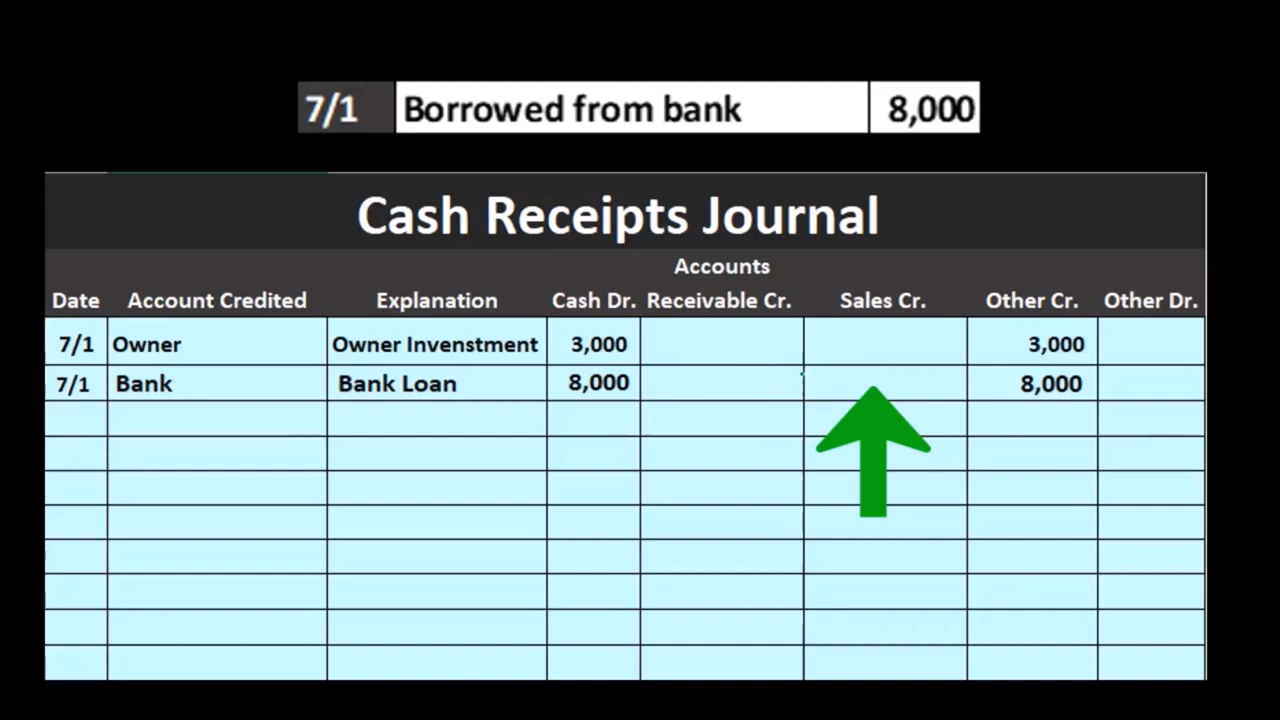 7/1 Borrowed from bank 8,000
Cash Receipts Journal
Accounts
Date Account Credited Explanation Cash Dr. Receivable Cr. Sales Cr. Other Cr. Other Dr.
7/1 Owner Owner Invenstment 3,000 3,000
7/1 Bank Bank Loan 8,000 8,000